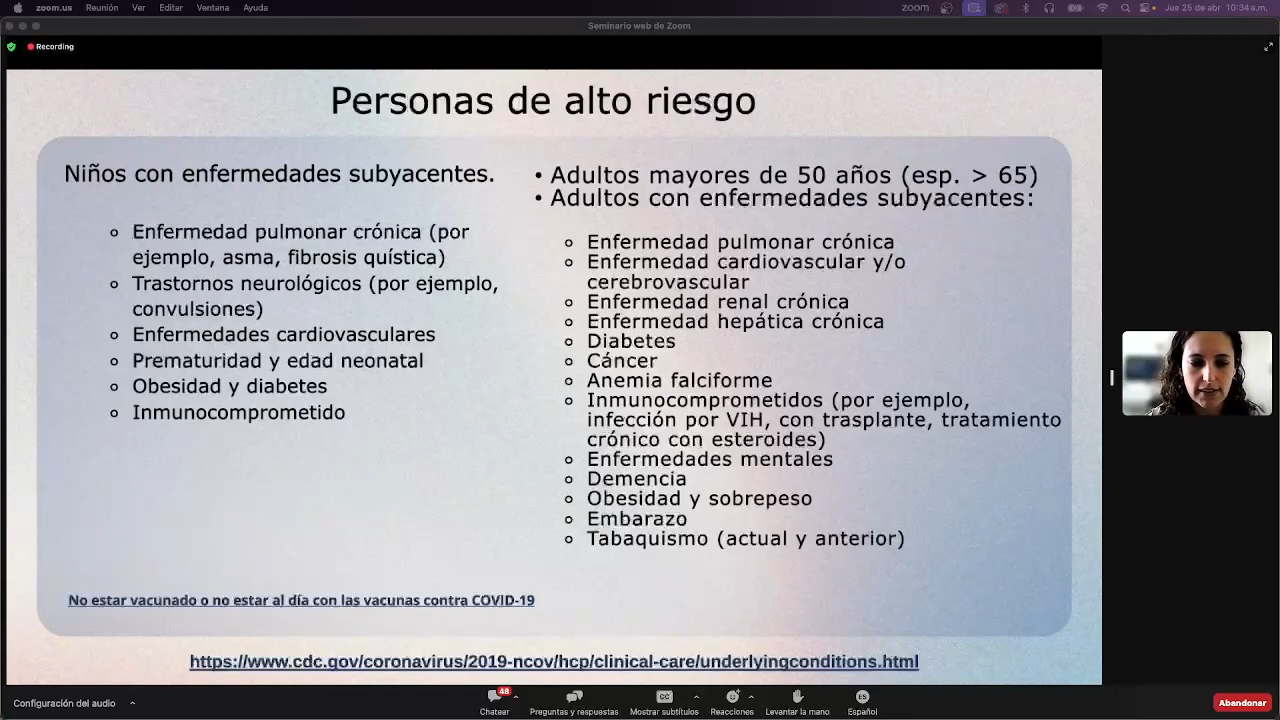 zoom.us Reunión Ver Editar Ventana Ayuda
zoom Jue 25 de abr 10:34 a.m.
Seminario web de Zoom
Recording
Personas de alto riesgo
Niños con enfermedades subyacentes.
Enfermedad pulmonar crónica (por
ejemplo, asma, fibrosis quística)
Trastornos neurológicos (por ejemplo,
convulsiones)
Enfermedades cardiovasculares
Prematuridad y edad neonatal
Obesidad y diabetes
Inmunocomprometido
• Adultos mayores de 50 años (esp. > 65)
• Adultos con enfermedades subyacentes:
Enfermedad pulmonar crónica
Enfermedad cardiovascular y/o
cerebrovascular
Enfermedad renal crónica
Enfermedad hepática crónica
Diabetes
Cáncer
Anemia falciforme
Inmunocomprometidos (por ejemplo,
infección por VIH, con trasplante, tratamiento
crónico con esteroides)
Enfermedades mentales
Demencia
Obesidad y sobrepeso
Embarazo
Tabaquismo (actual y anterior)
No estar vacunado o no estar al día con las vacunas contra COVID-19
https://www.cdc.gov/coronavirus/2019-ncov/hcp/clinical-care/underlyingconditions.html
Configuración del audio
48
CC
ES
Chatear Preguntas y respuestas Mostrar subtítulos Reacciones Levantar la mano Español
Abandonar